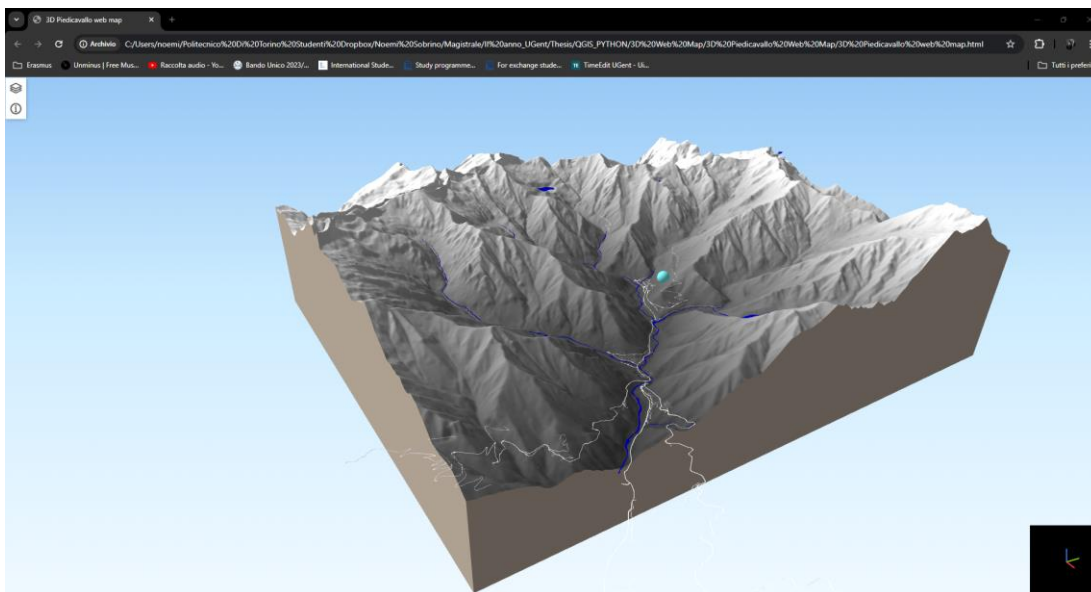 3D Piedicavallo web map
Archivio C:/Users/noemi/Politecnico%20Di%20Torino%20Studenti%20Dropbox/Noemi%20Sobrino/Magistrale/II%20anno_UGent/Thesis/QGIS_PYTHON/3D%20Web%20Map/3D%20Piedicavallo%20Web%20Map/3D%20Piedicavallo%20web%20map.html
Erasmus Unminus | Free Mus... Raccolta audio - Yo... Bando Unico 2023/... International Stude... Study programme... For exchange stude... TimeEdit UGent - Ui... Tutti i preferi